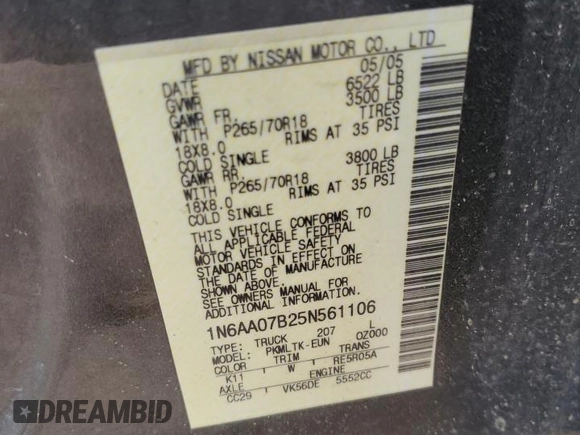 MFD BY NISSAN MOTOR CO., LTD
DATE 05/05
GVWR 6522 LB
GAWR FR. 3500 LB
WITH P265/70R18 TIRES
18X8.0 RIMS AT 35 PSI
COLD SINGLE
GAWR RR. 3800 LB
WITH P265/70R18 TIRES
18X8.0 RIMS AT 35 PSI
COLD SINGLE
THIS VEHICLE CONFORMS TO
ALL APPLICABLE FEDERAL
MOTOR VEHICLE SAFETY
STANDARDS IN EFFECT ON
THE DATE OF MANUFACTURE
SHOWN ABOVE.
SEE OWNERS MANUAL FOR
ADDITIONAL INFORMATION
1N6AA07B25N561106
TYPE: TRUCK 207 L
MODEL: PKMLTK-EUN OZ000
COLOR TRIM TRANS
K11 W RE5R05A
AXLE ENGINE
CC29 VK56DE 5552CC
DREAMBID